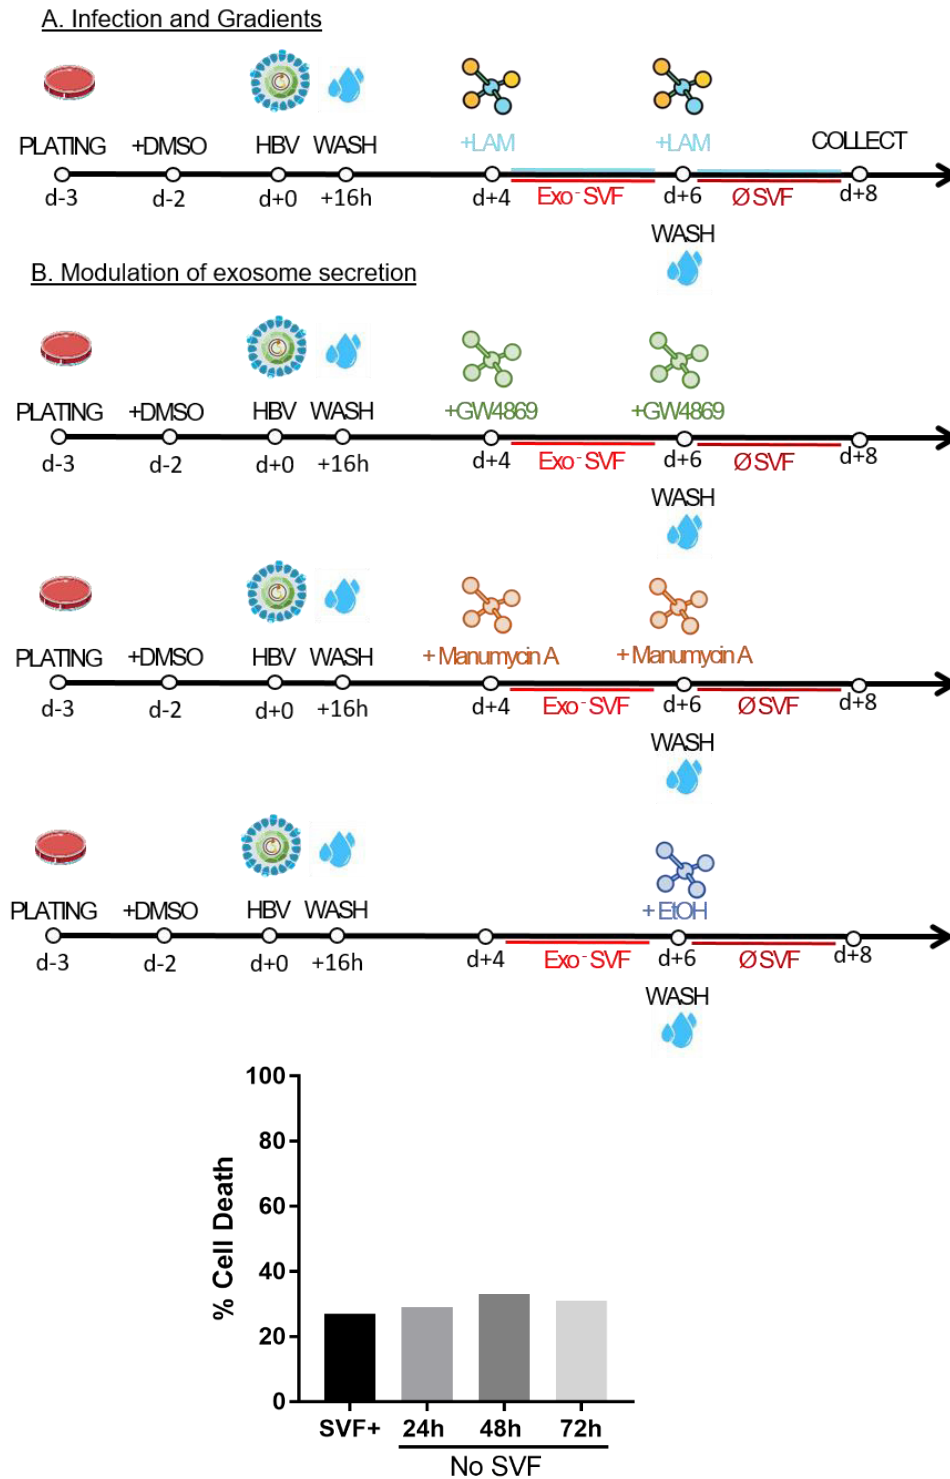 A. Infection and Gradients
+LAM +LAM
PLATING +DMSO HBV WASH COLLECT
d-3 d-2 d+0 +16h d+4 Exo- SVF d+6 Ø SVF d+8
WASH
B. Modulation of exosome secretion
PLATING +DMSO HBV WASH +GW4869 +GW4869
d-3 d-2 d+0 +16h d+4 Exo- SVF d+6 Ø SVF d+8
WASH
PLATING +DMSO HBV WASH + Manumycin A + Manumycin A
d-3 d-2 d+0 +16h d+4 Exo- SVF d+6 Ø SVF d+8
WASH
PLATING +DMSO HBV WASH + EtOH
d-3 d-2 d+0 +16h d+4 Exo- SVF d+6 Ø SVF d+8
WASH
% Cell Death
100
80
60
40
20
0
SVF+ 24h 48h 72h
No SVF